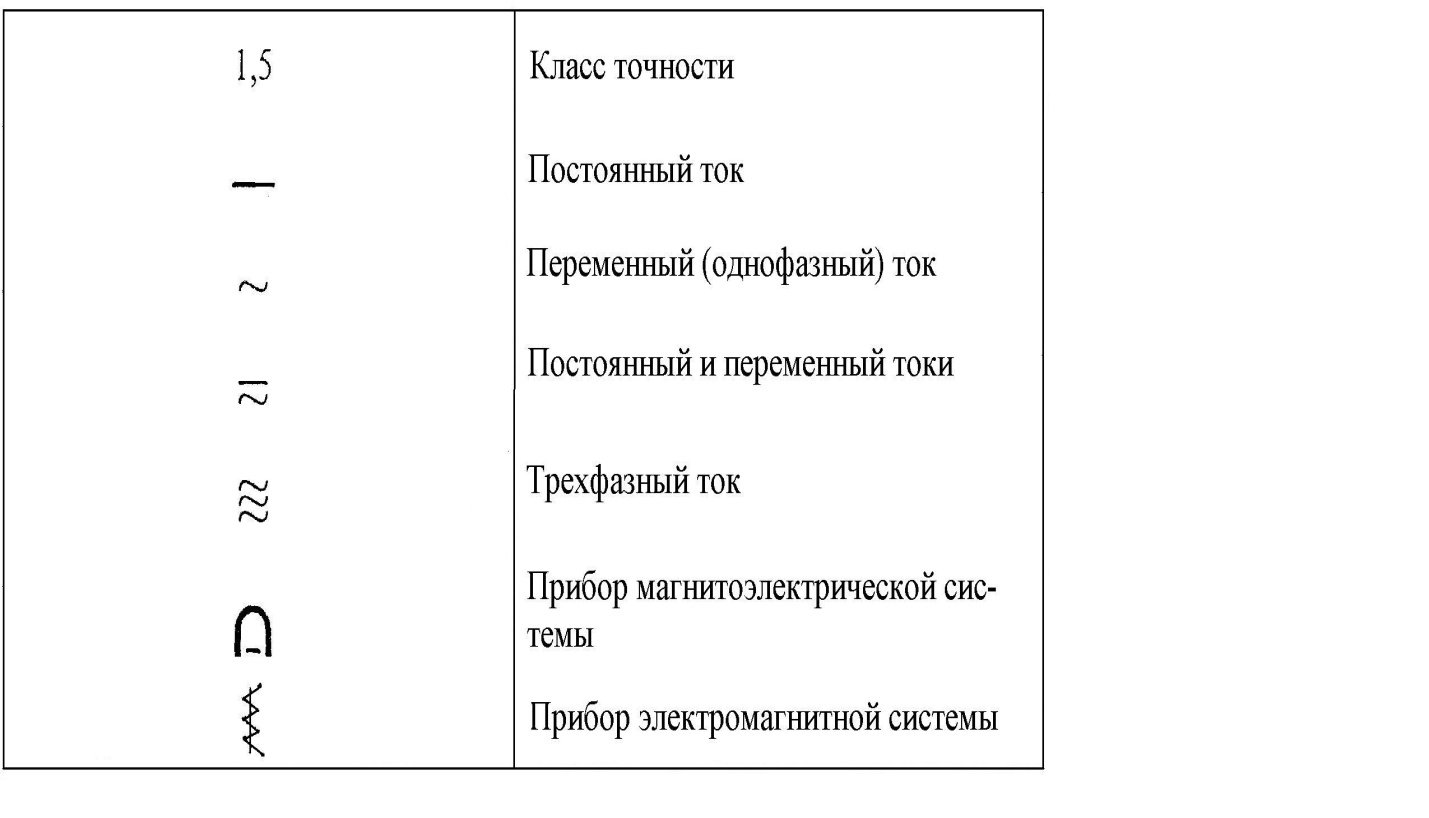 1,5 Класс точности
Постоянный ток
Переменный (однофазный) ток
Постоянный и переменный токи
Трехфазный ток
Прибор магнитоэлектрической сис-
темы
Прибор электромагнитной системы